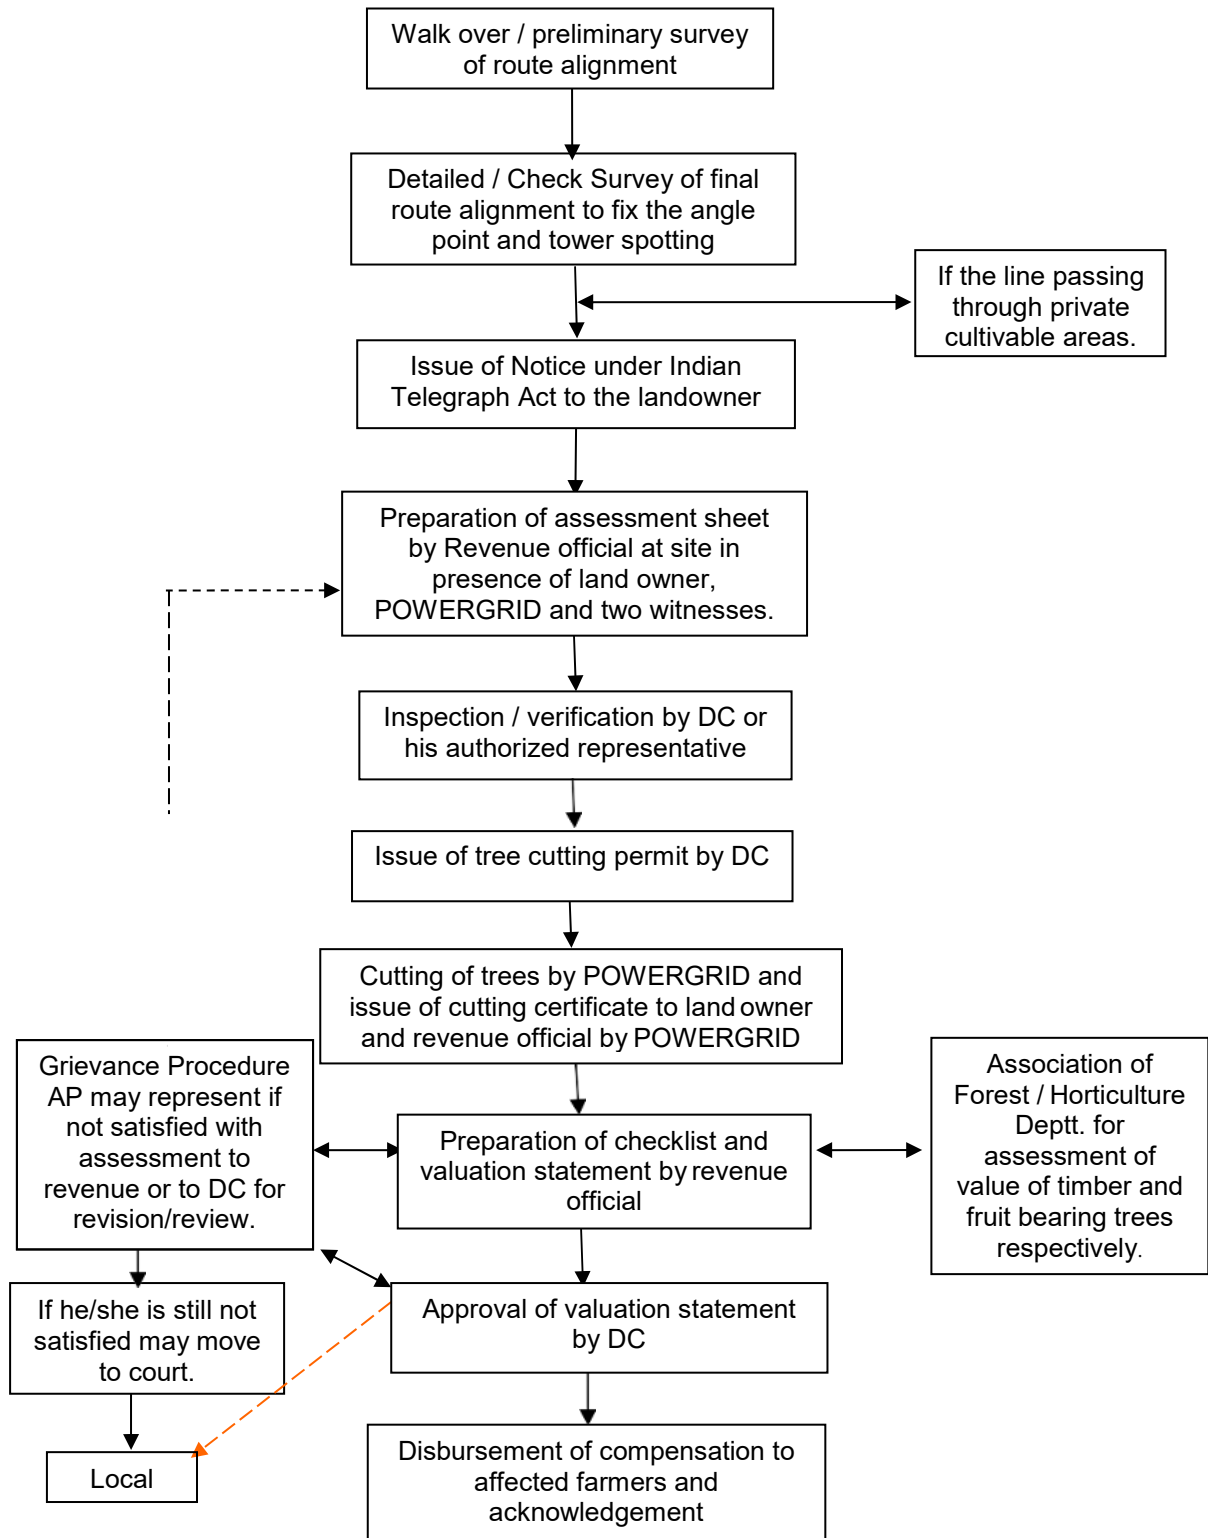 Walk over / preliminary survey
of route alignment
Detailed / Check Survey of final
route alignment to fix the angle
point and tower spotting
If the line passing
through private
cultivable areas.
Issue of Notice under Indian
Telegraph Act to the landowner
Preparation of assessment sheet
by Revenue official at site in
presence of land owner,
POWERGRID and two witnesses.
Inspection / verification by DC or
his authorized representative
Issue of tree cutting permit by DC
Cutting of trees by POWERGRID and
issue of cutting certificate to land owner
and revenue official by POWERGRID
Grievance Procedure
AP may represent if
not satisfied with
assessment to
revenue or to DC for
revision/review.
Preparation of checklist and
valuation statement by revenue
official
Association of
Forest / Horticulture
Deptt. for
assessment of
value of timber and
fruit bearing trees
respectively.
If he/she is still not
satisfied may move
to court.
Approval of valuation statement
by DC
Local
Disbursement of compensation to
affected farmers and
acknowledgement